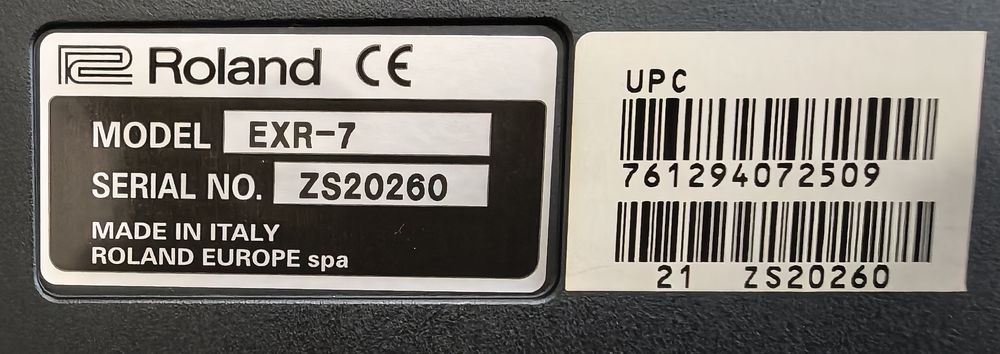 Roland CE
MODEL EXR-7
SERIAL NO. ZS20260
MADE IN ITALY
ROLAND EUROPE spa
UPC
761294072509
21 ZS20260